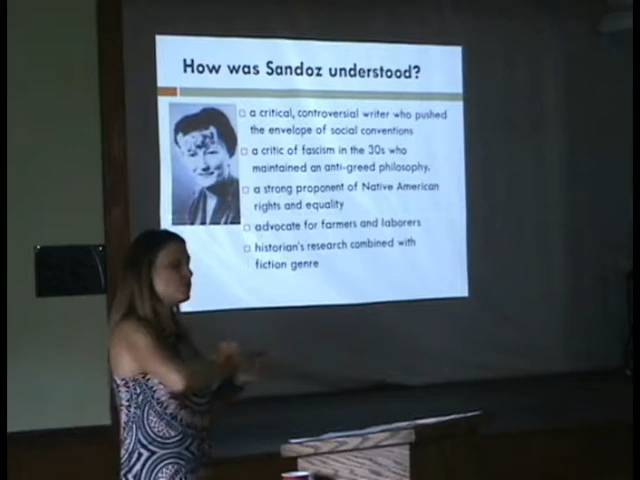 How was Sandoz understood?
a critical, controversial writer who pushed
the envelope of social conventions
a critic of fascism in the 30s who
maintained an anti-greed philosophy.
a strong proponent of Native American
rights and equality
advocate for farmers and laborers
historian's research combined with
fiction genre